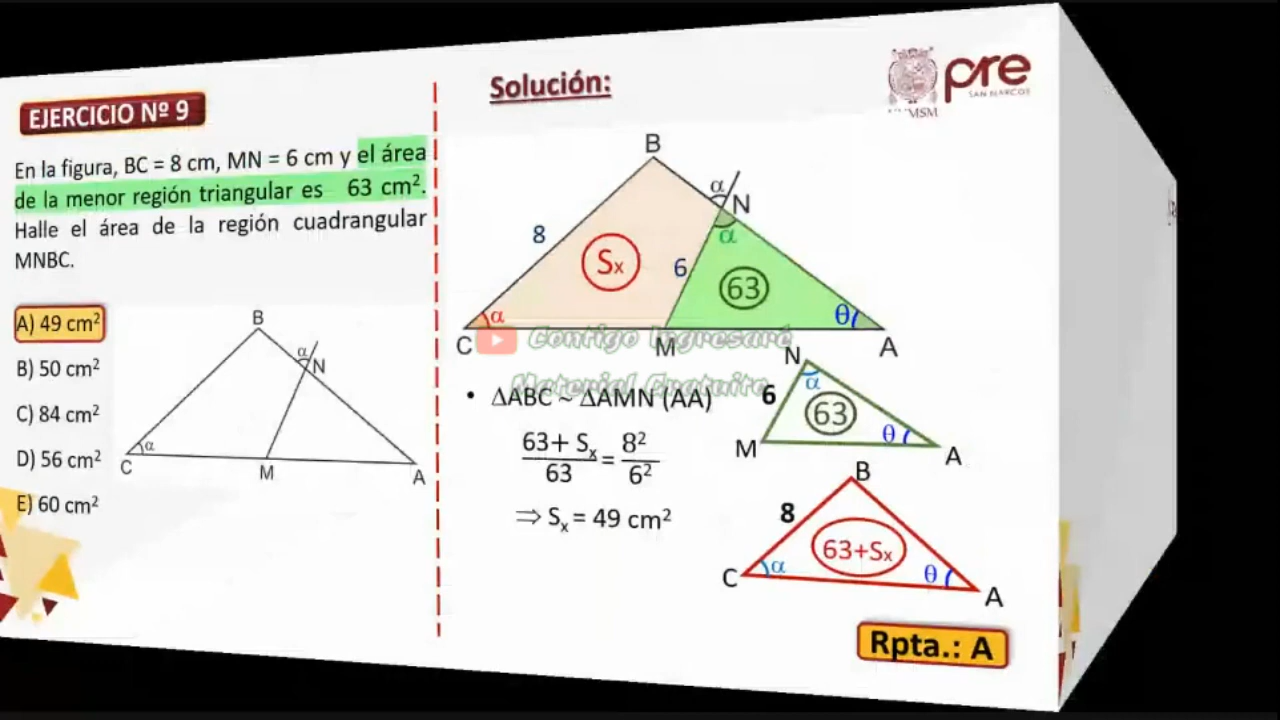 EJERCICIO Nº 9
En la figura, BC = 8 cm, MN = 6 cm y el área
de la menor región triangular es 63 cm².
Halle el área de la región cuadrangular
MNBC.
A) 49 cm²
B) 50 cm²
C) 84 cm²
D) 56 cm²
E) 60 cm²
B
α
N
α
C
M
A
Solución:
pre
SAN MARCOS
B
α
N
8
α
Sx
6
63
α
θ
C
M
A
Contigo Ingresaré
Material Gratuito
• ∆ABC ~ ∆AMN (AA)
63+ Sx / 63 = 8² / 6²
⇒ Sx = 49 cm²
N
6
α
63
θ
M
A
B
8
63+Sx
α
θ
C
A
Rpta.: A